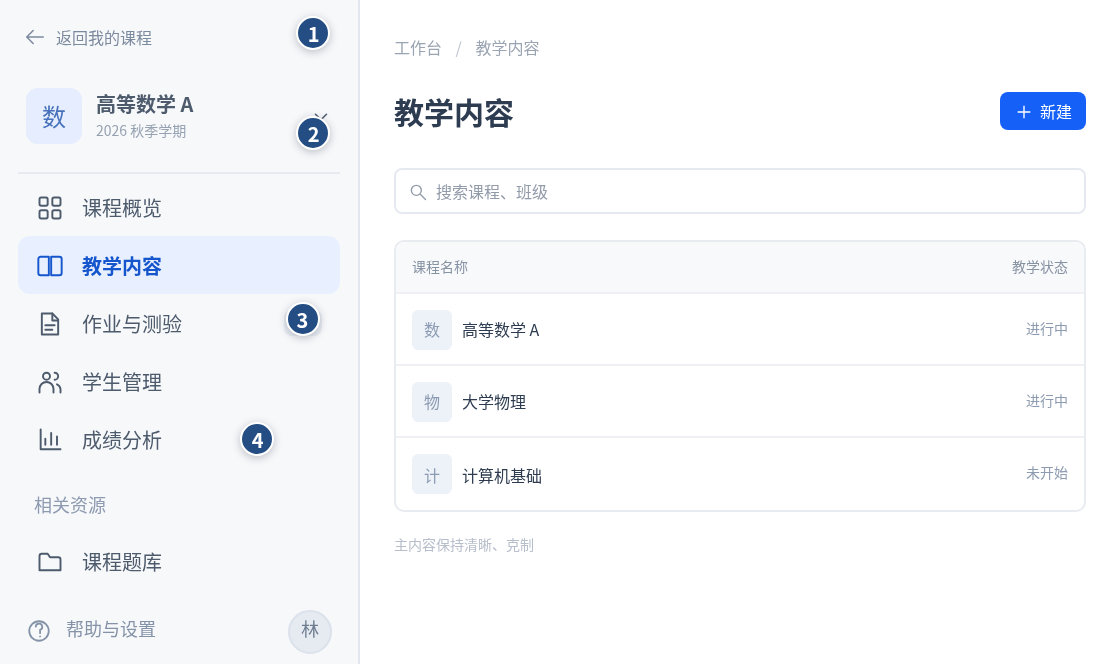 返回我的课程
1
数
高等数学 A
2026 秋季学期
2
课程概览
教学内容
作业与测验
3
学生管理
成绩分析
4
相关资源
课程题库
帮助与设置
林
工作台 / 教学内容
教学内容
新建
搜索课程、班级
课程名称 教学状态
数 高等数学 A 进行中
物 大学物理 进行中
计 计算机基础 未开始
主内容保持清晰、克制